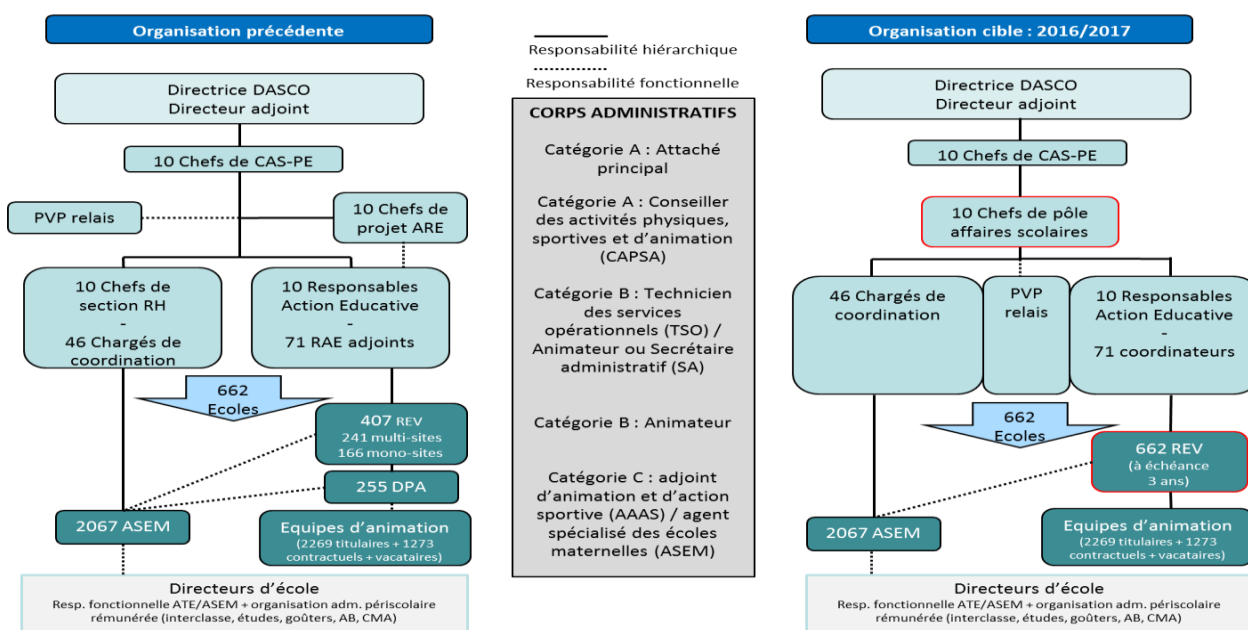 Organisation précédente
Directrice DASCO
Directeur adjoint
10 Chefs de CAS-PE
PVP relais
10 Chefs de
projet ARE
10 Chefs de
section RH
-
46 Chargés de
coordination
10 Responsables
Action Educative
-
71 RAE adjoints
662
Ecoles
407 REV
241 multi-sites
166 mono-sites
255 DPA
2067 ASEM
Equipes d'animation
(2269 titulaires + 1273
contractuels + vacataires)
Directeurs d'école
Resp. fonctionnelle ATE/ASEM + organisation adm. périscolaire
rémunérée (interclasse, études, goûters, AB, CMA)
Responsabilité hiérarchique
Responsabilité fonctionnelle
CORPS ADMINISTRATIFS
Catégorie A : Attaché
principal
Catégorie A : Conseiller
des activités physiques,
sportives et d'animation
(CAPSA)
Catégorie B : Technicien
des services
opérationnels (TSO) /
Animateur ou Secrétaire
administratif (SA)
Catégorie B : Animateur
Catégorie C : adjoint
d'animation et d'action
sportive (AAAS) / agent
spécialisé des écoles
maternelles (ASEM)
Organisation cible : 2016/2017
Directrice DASCO
Directeur adjoint
10 Chefs de CAS-PE
10 Chefs de pôle
affaires scolaires
46 Chargés de
coordination
PVP
relais
10 Responsables
Action Educative
-
71 coordinateurs
662
Ecoles
662 REV
(à échéance
3 ans)
2067 ASEM
Equipes d'animation
(2269 titulaires + 1273
contractuels + vacataires)
Directeurs d'école
Resp. fonctionnelle ATE/ASEM + organisation adm. périscolaire
rémunérée (interclasse, études, goûters, AB, CMA)